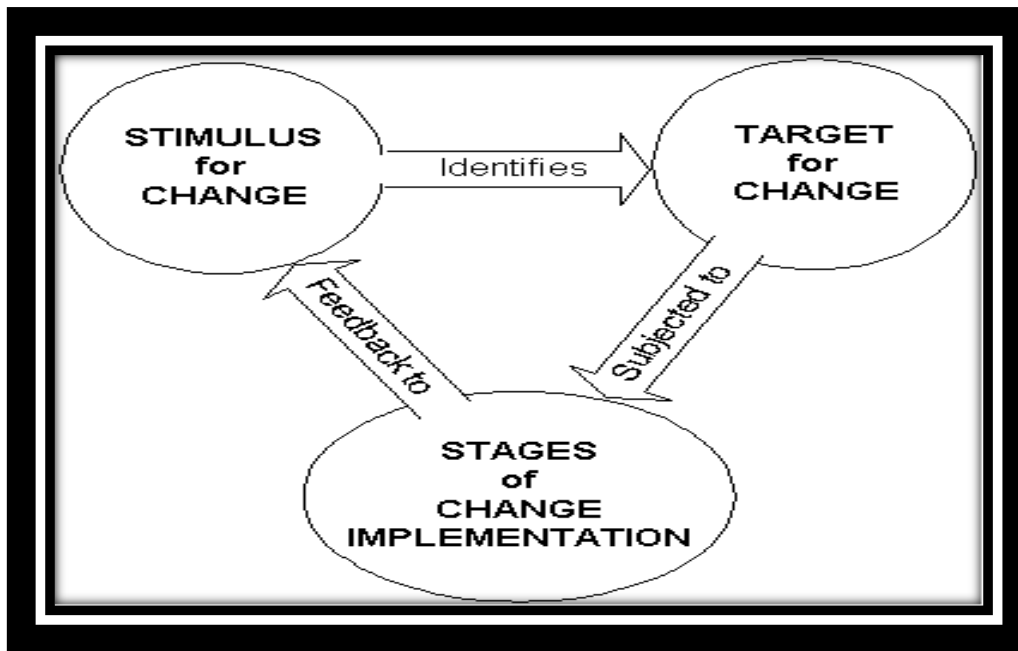 STIMULUS
for
CHANGE
Identifies
TARGET
for
CHANGE
Subjected to
Feedback to
STAGES
of
CHANGE
IMPLEMENTATION